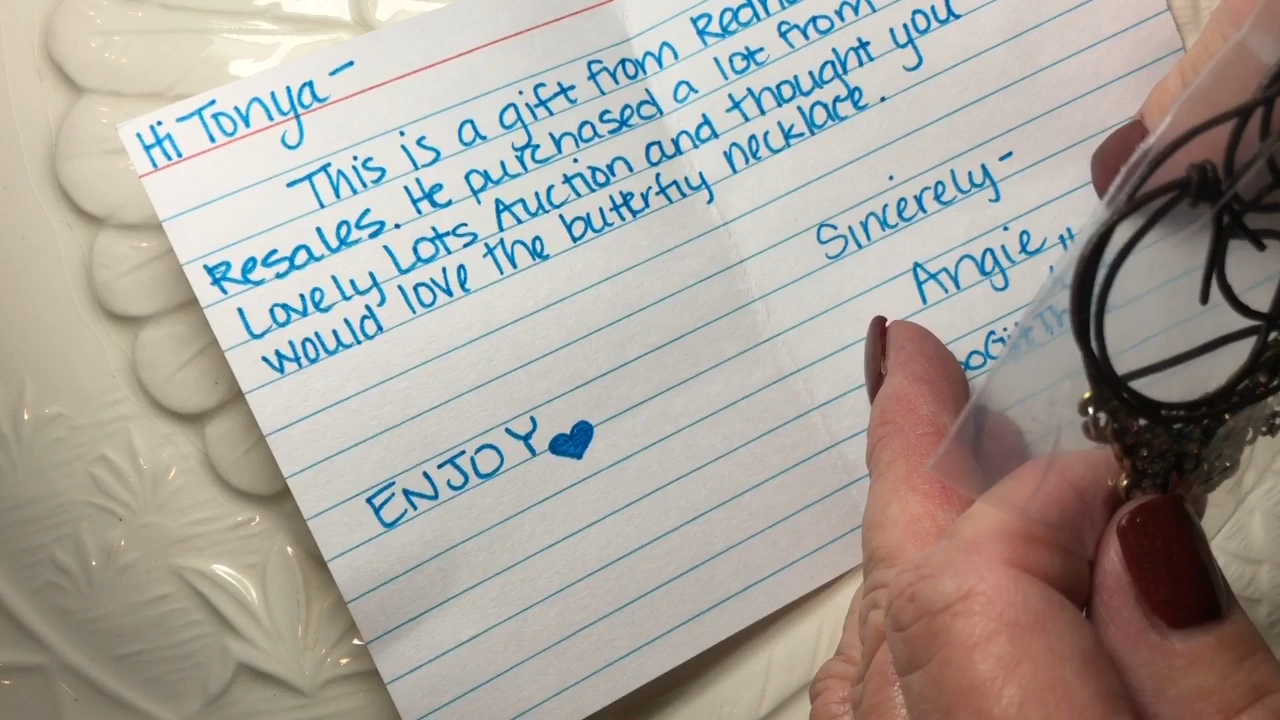 Hi Tonya -
This is a gift from
Resales. He purchased a lot from
Lovely Lots Auction and thought you
would love the butterfly necklace.
Sincerely -
Angie
ENJOY